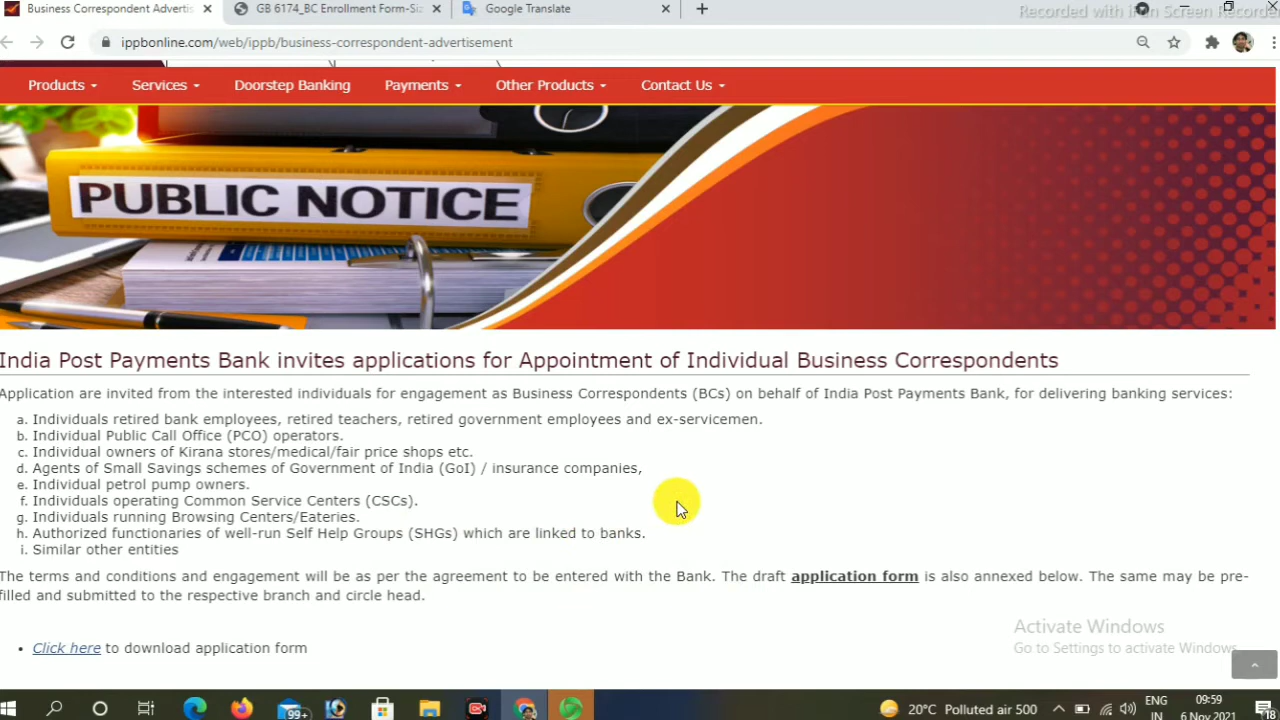 Business Correspondent Advertis
GB 6174_BC Enrollment Form-Siz
Google Translate
Recorded with iFun Screen Recorder
ippbonline.com/web/ippb/business-correspondent-advertisement
Products Services Doorstep Banking Payments Other Products Contact Us
PUBLIC NOTICE
India Post Payments Bank invites applications for Appointment of Individual Business Correspondents
Application are invited from the interested individuals for engagement as Business Correspondents (BCs) on behalf of India Post Payments Bank, for delivering banking services:
a. Individuals retired bank employees, retired teachers, retired government employees and ex-servicemen.
b. Individual Public Call Office (PCO) operators.
c. Individual owners of Kirana stores/medical/fair price shops etc.
d. Agents of Small Savings schemes of Government of India (GoI) / insurance companies,
e. Individual petrol pump owners.
f. Individuals operating Common Service Centers (CSCs).
g. Individuals running Browsing Centers/Eateries.
h. Authorized functionaries of well-run Self Help Groups (SHGs) which are linked to banks.
i. Similar other entities
The terms and conditions and engagement will be as per the agreement to be entered with the Bank. The draft application form is also annexed below. The same may be pre-
filled and submitted to the respective branch and circle head.
• Click here to download application form
Activate Windows
Go to Settings to activate Windows.
99+
20°C Polluted air 500
ENG
IN
09:59
6 Nov 2021
18